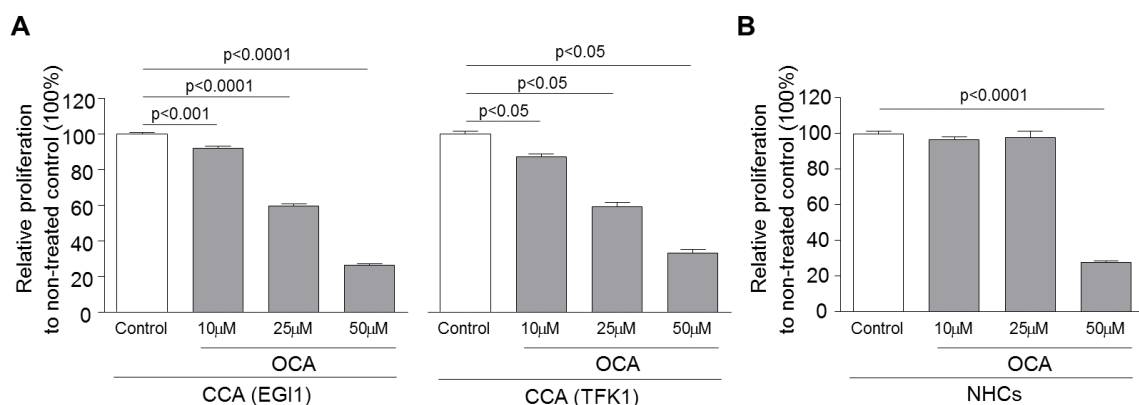 A
B
p<0.0001
p<0.0001
p<0.001
p<0.05
p<0.05
p<0.05
p<0.0001
Relative proliferation
to non-treated control (100%)
120
100
80
60
40
20
0
Control
10µM
25µM
50µM
OCA
CCA (EGI1)
Control
10µM
25µM
50µM
OCA
CCA (TFK1)
Relative proliferation
to non-treated control (100%)
120
100
80
60
40
20
0
Control
10µM
25µM
50µM
OCA
NHCs